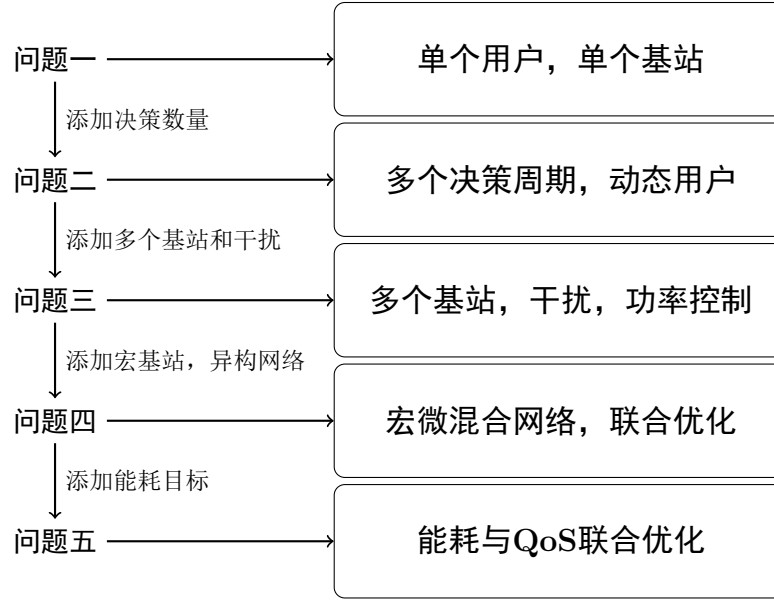 问题一
单个用户，单个基站
添加决策数量
问题二
多个决策周期，动态用户
添加多个基站和干扰
问题三
多个基站，干扰，功率控制
添加宏基站，异构网络
问题四
宏微混合网络，联合优化
添加能耗目标
问题五
能耗与QoS联合优化